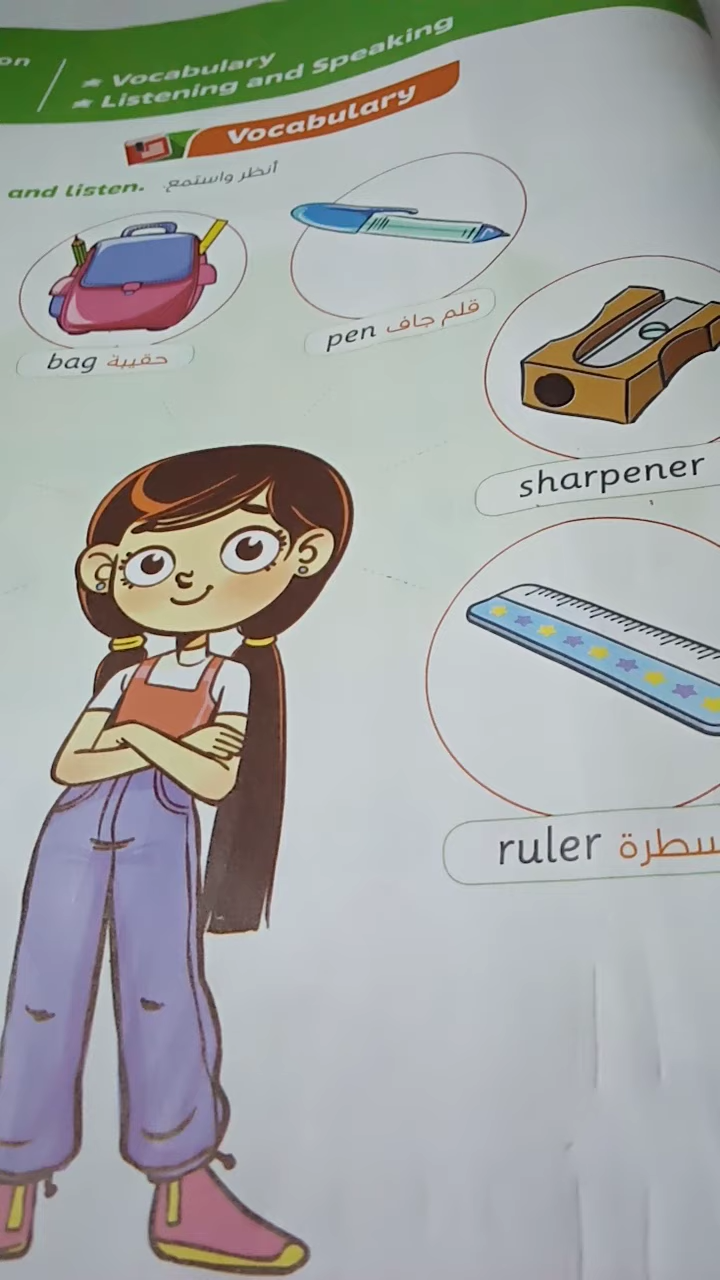 ★ Vocabulary
★ Listening and Speaking
Vocabulary
and listen. أنظر واستمع.
bag حقيبة
pen قلم جاف
sharpener
ruler